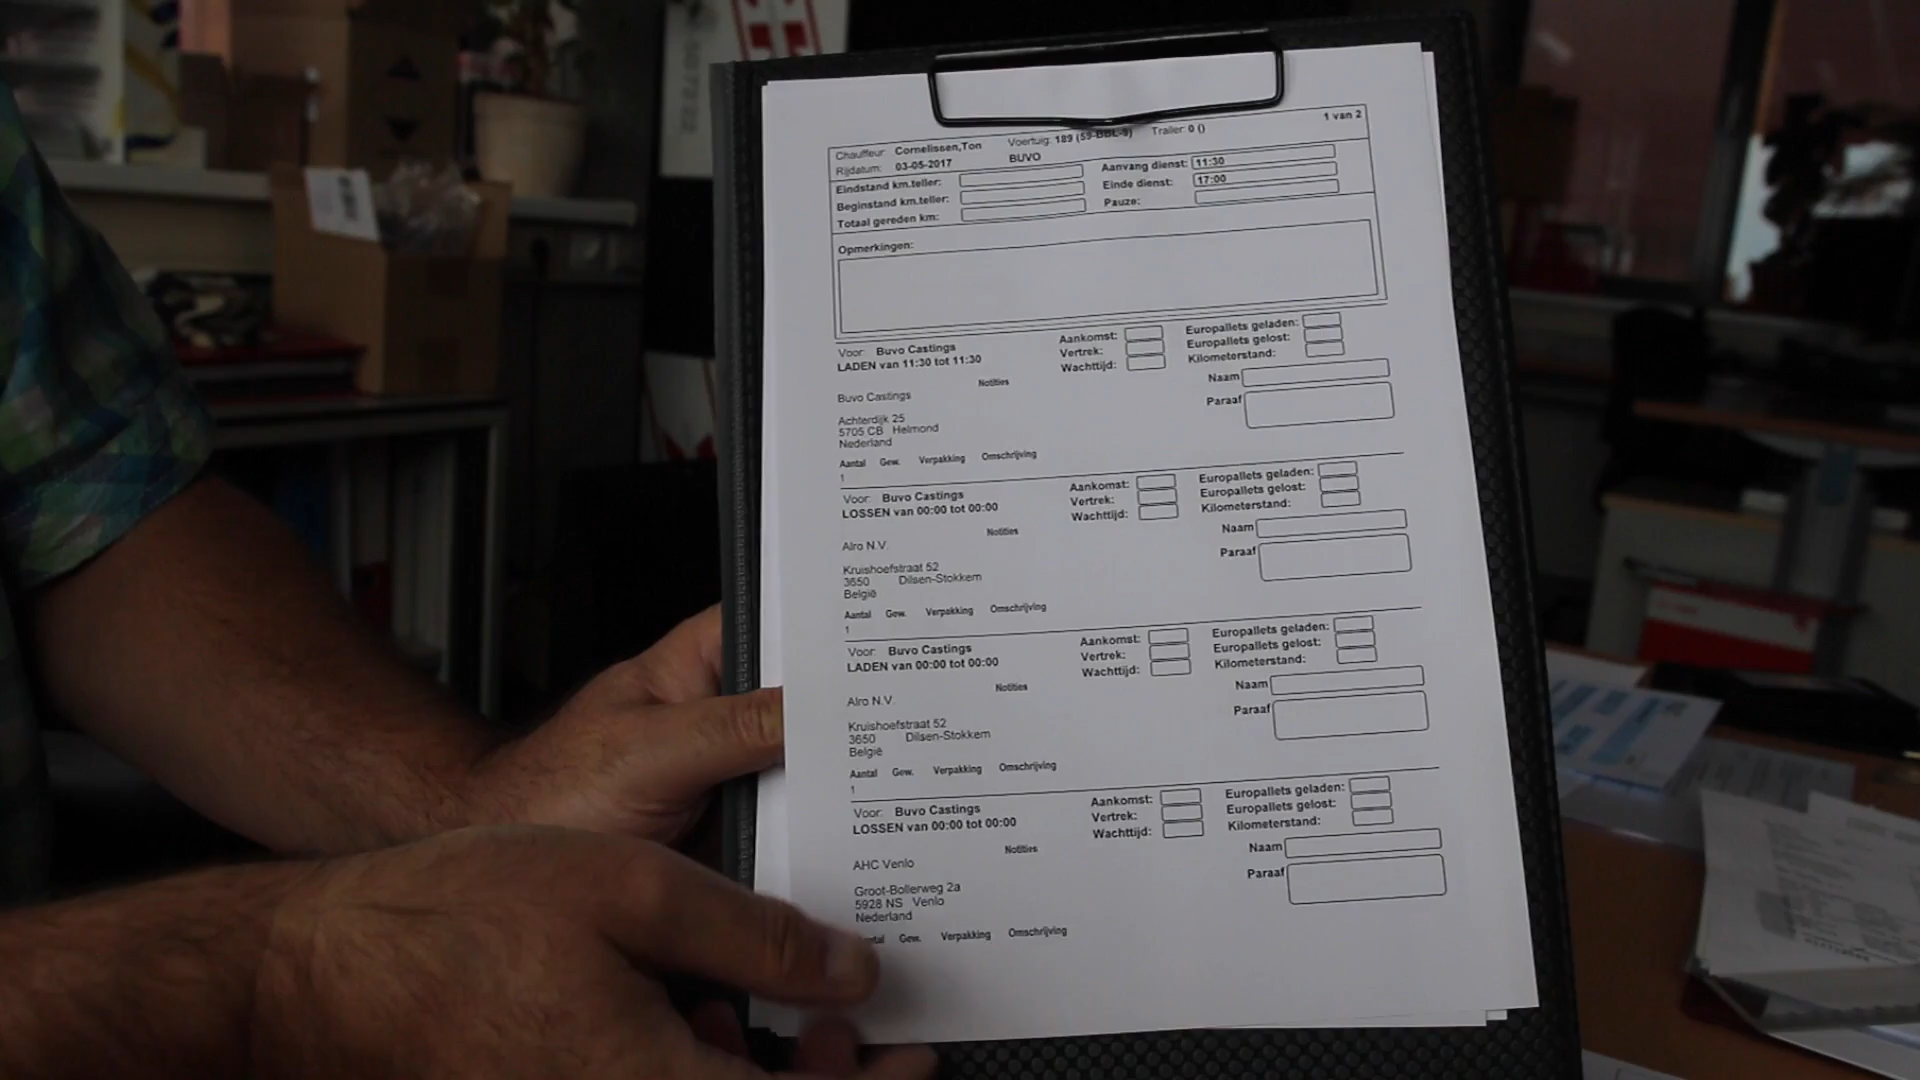 1 van 2
Chauffeur: Cornelissen,Ton Voertuig: 189 (59-BBL-9) Trailer: 0 ()
Rijdatum: 03-05-2017 BUVO Aanvang dienst: 11:30
Eindstand km.teller: Einde dienst: 17:00
Beginstand km.teller: Pauze:
Totaal gereden km:
Opmerkingen:
Voor: Buvo Castings Aankomst: Europallets geladen:
LADEN van 11:30 tot 11:30 Vertrek: Europallets gelost:
Wachttijd: Kilometerstand:
Notities Naam
Buvo Castings Paraaf
Achterdijk 25
5705 CB Helmond
Nederland
Aantal Gew. Verpakking Omschrijving
1
Voor: Buvo Castings Aankomst: Europallets geladen:
LOSSEN van 00:00 tot 00:00 Vertrek: Europallets gelost:
Wachttijd: Kilometerstand:
Notities Naam
Alro N.V. Paraaf
Kruishoefstraat 52
3650 Dilsen-Stokkem
België
Aantal Gew. Verpakking Omschrijving
1
Voor: Buvo Castings Aankomst: Europallets geladen:
LADEN van 00:00 tot 00:00 Vertrek: Europallets gelost:
Wachttijd: Kilometerstand:
Notities Naam
Alro N.V. Paraaf
Kruishoefstraat 52
3650 Dilsen-Stokkem
België
Aantal Gew. Verpakking Omschrijving
1
Voor: Buvo Castings Aankomst: Europallets geladen:
LOSSEN van 00:00 tot 00:00 Vertrek: Europallets gelost:
Wachttijd: Kilometerstand:
Notities Naam
AHC Venlo Paraaf
Groot-Bollerweg 2a
5928 NS Venlo
Nederland
Gew. Verpakking Omschrijving